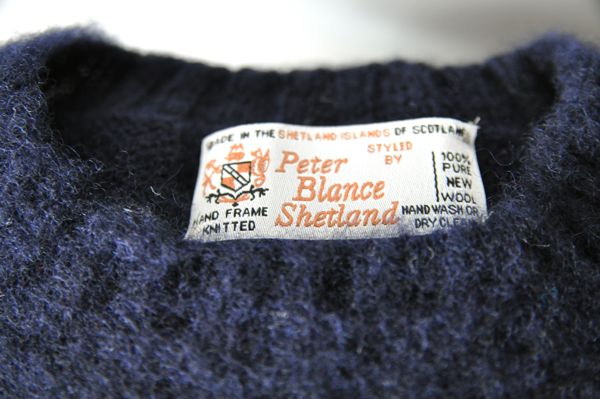 MADE IN THE SHETLAND ISLANDS OF SCOTLAND
STYLED
BY
Peter
Blance
Shetland
HAND FRAME
KNITTED
100%
PURE
NEW
WOOL
HAND WASH OR
DRY CLEAN